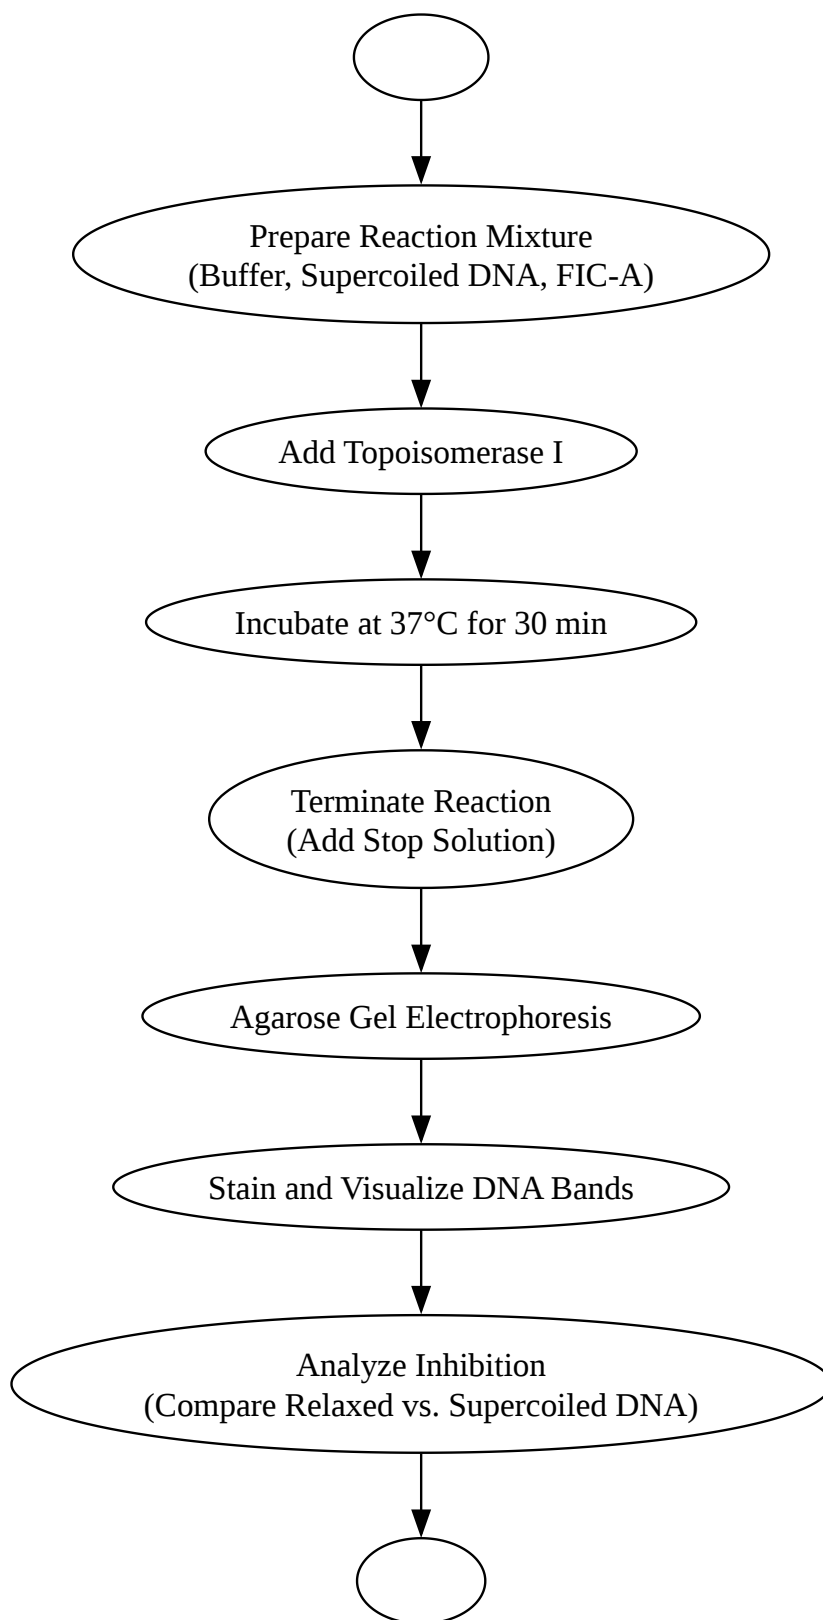 Prepare Reaction Mixture
(Buffer, Supercoiled DNA, FIC-A)
Add Topoisomerase I
Incubate at 37°C for 30 min
Terminate Reaction
(Add Stop Solution)
Agarose Gel Electrophoresis
Stain and Visualize DNA Bands
Analyze Inhibition
(Compare Relaxed vs. Supercoiled DNA)